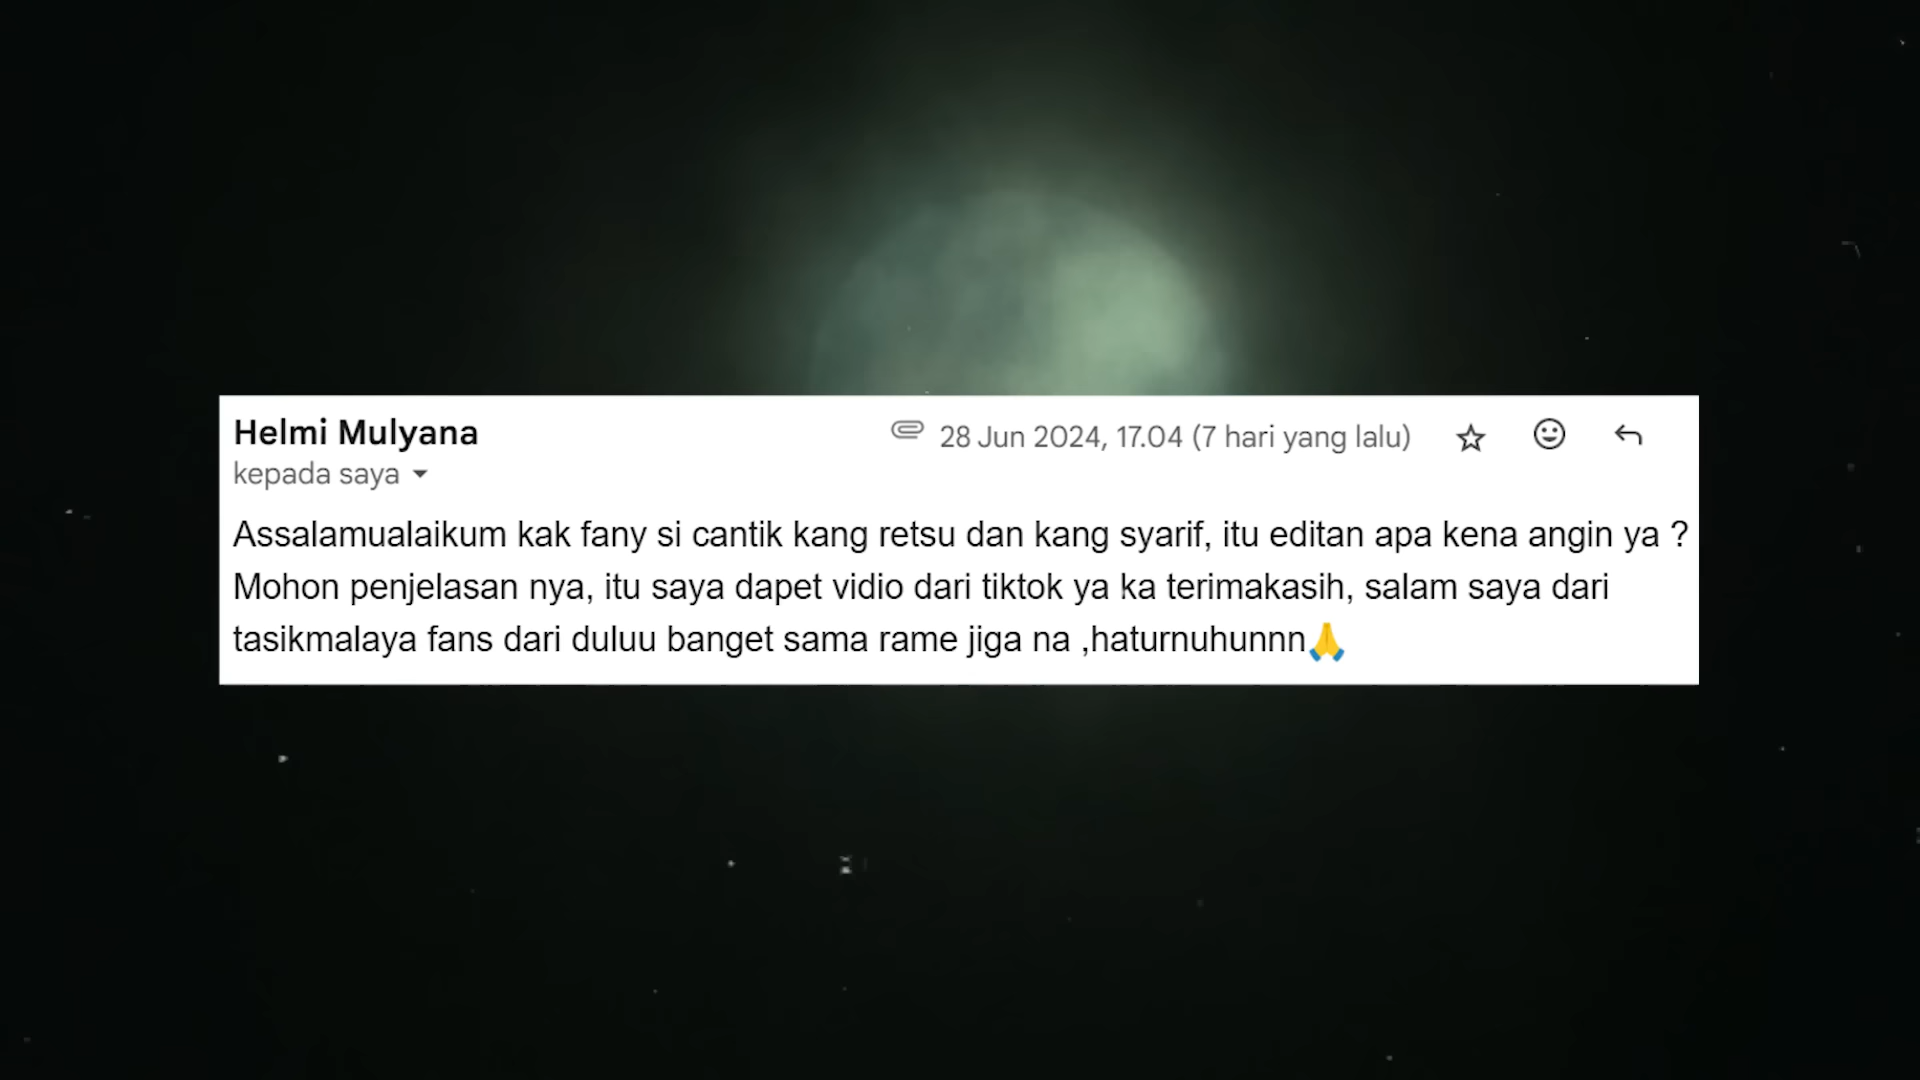 Helmi Mulyana
28 Jun 2024, 17.04 (7 hari yang lalu)
kepada saya
Assalamualaikum kak fany si cantik kang retsu dan kang syarif, itu editan apa kena angin ya ?
Mohon penjelasan nya, itu saya dapet vidio dari tiktok ya ka terimakasih, salam saya dari
tasikmalaya fans dari duluu banget sama rame jiga na ,haturnuhunnn🙏